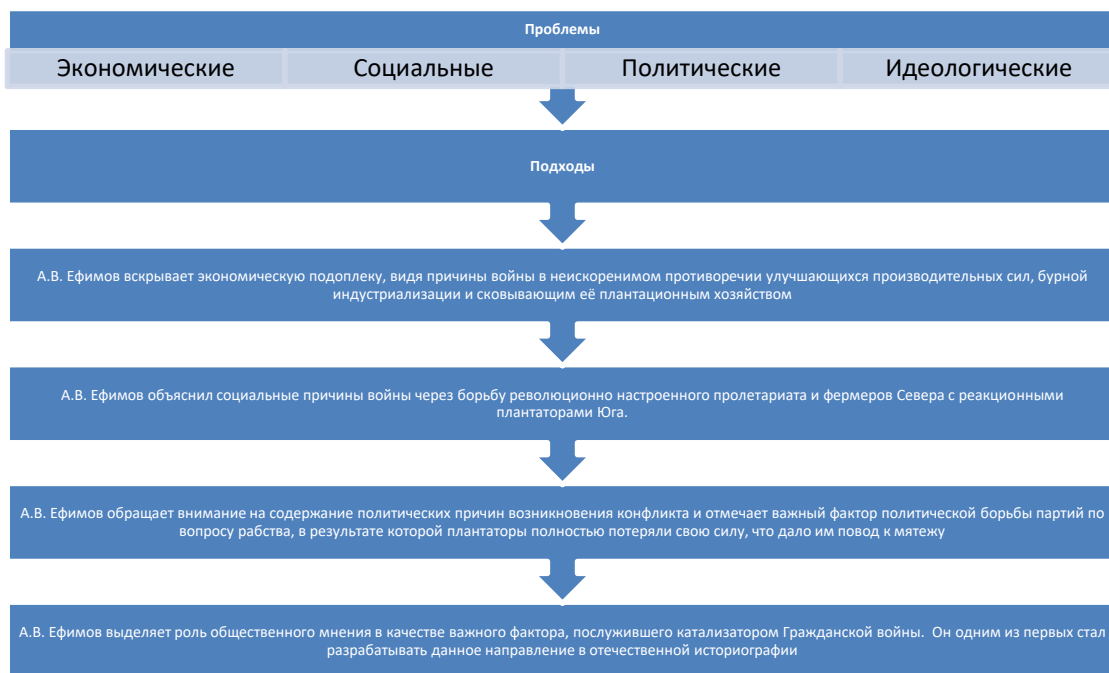 Проблемы
Экономические Социальные Политические Идеологические
Подходы
А.В. Ефимов вскрывает экономическую подоплеку, видя причины войны в неискоренимом противоречии улучшающихся производительных сил, бурной
индустриализации и сковывающим её плантационным хозяйством
А.В. Ефимов объяснил социальные причины войны через борьбу революционно настроенного пролетариата и фермеров Севера с реакционными
плантаторами Юга.
А.В. Ефимов обращает внимание на содержание политических причин возникновения конфликта и отмечает важный фактор политической борьбы партий по
вопросу рабства, в результате которой плантаторы полностью потеряли свою силу, что дало им повод к мятежу
А.В. Ефимов выделяет роль общественного мнения в качестве важного фактора, послужившего катализатором Гражданской войны. Он одним из первых стал
разрабатывать данное направление в отечественной историографии